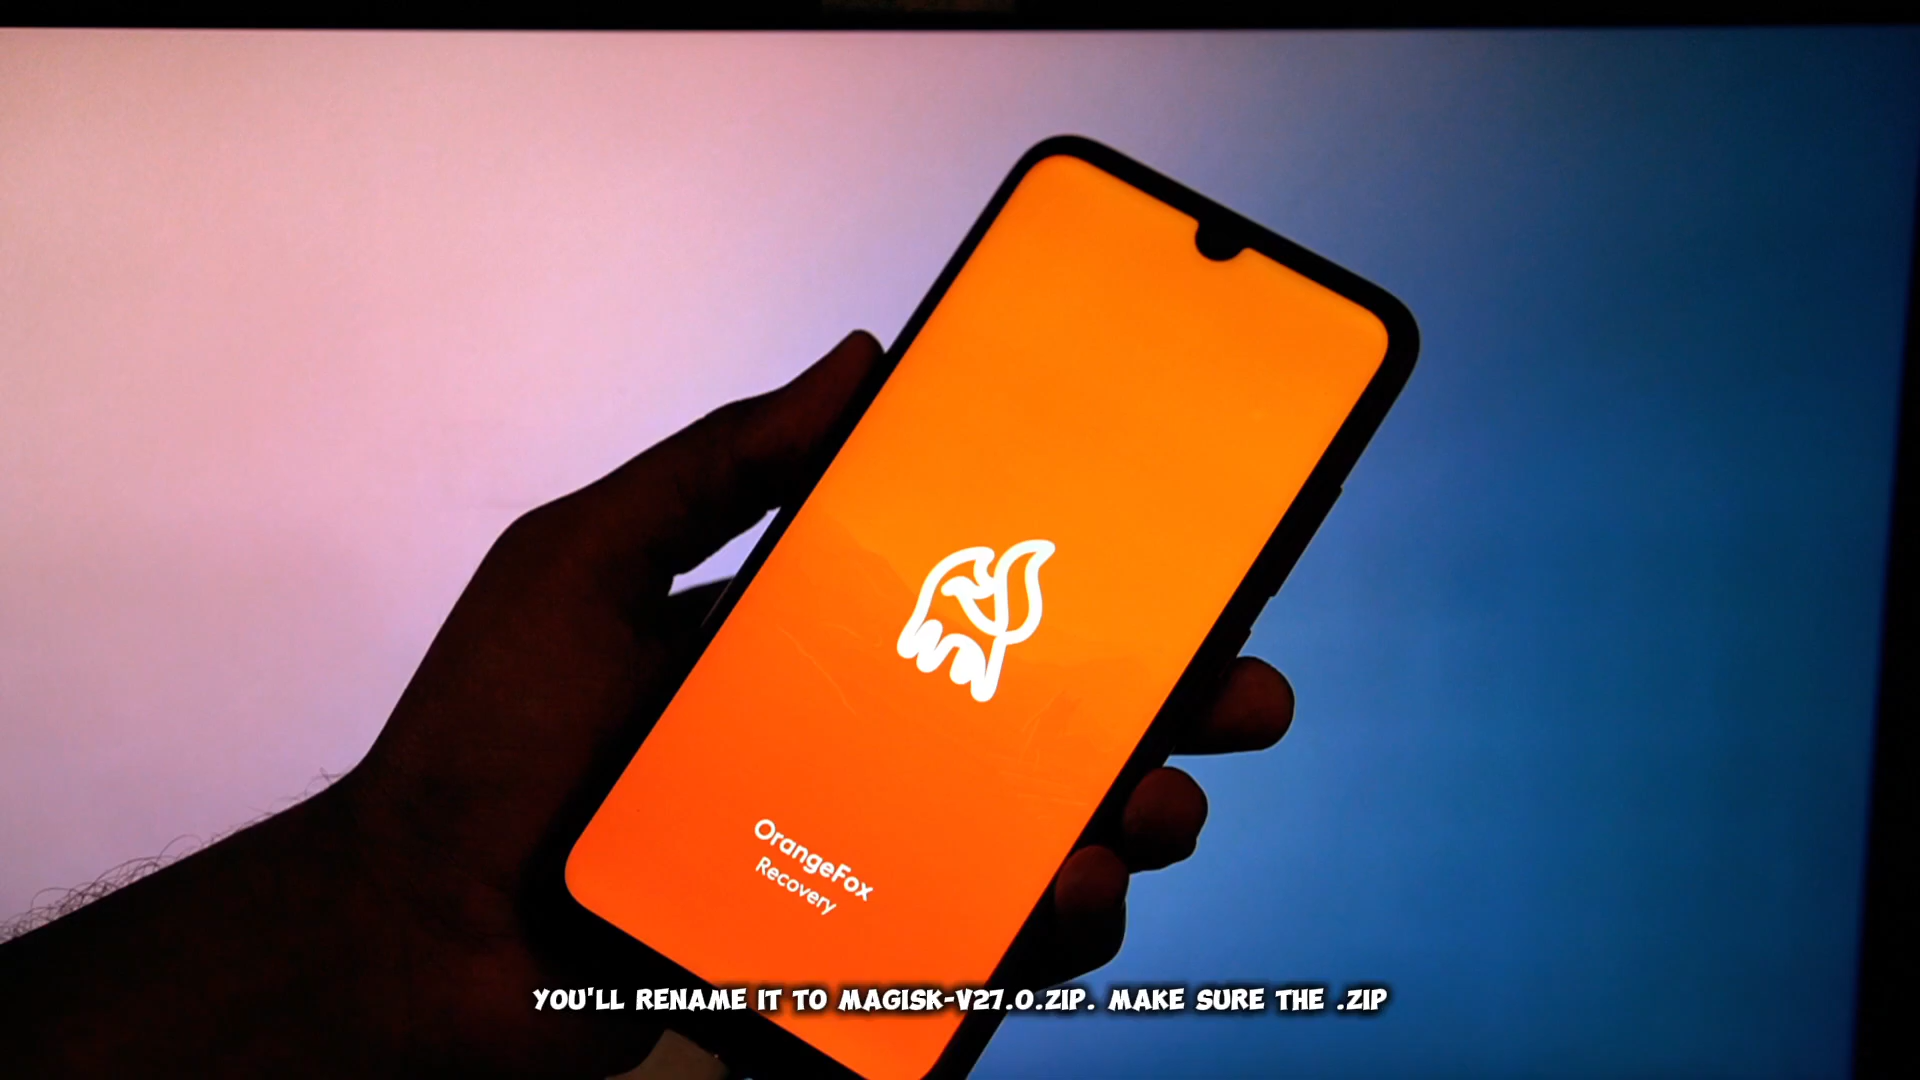 OrangeFox
Recovery
YOU'LL RENAME IT TO MAGISK-V27.0.ZIP. MAKE SURE THE .ZIP